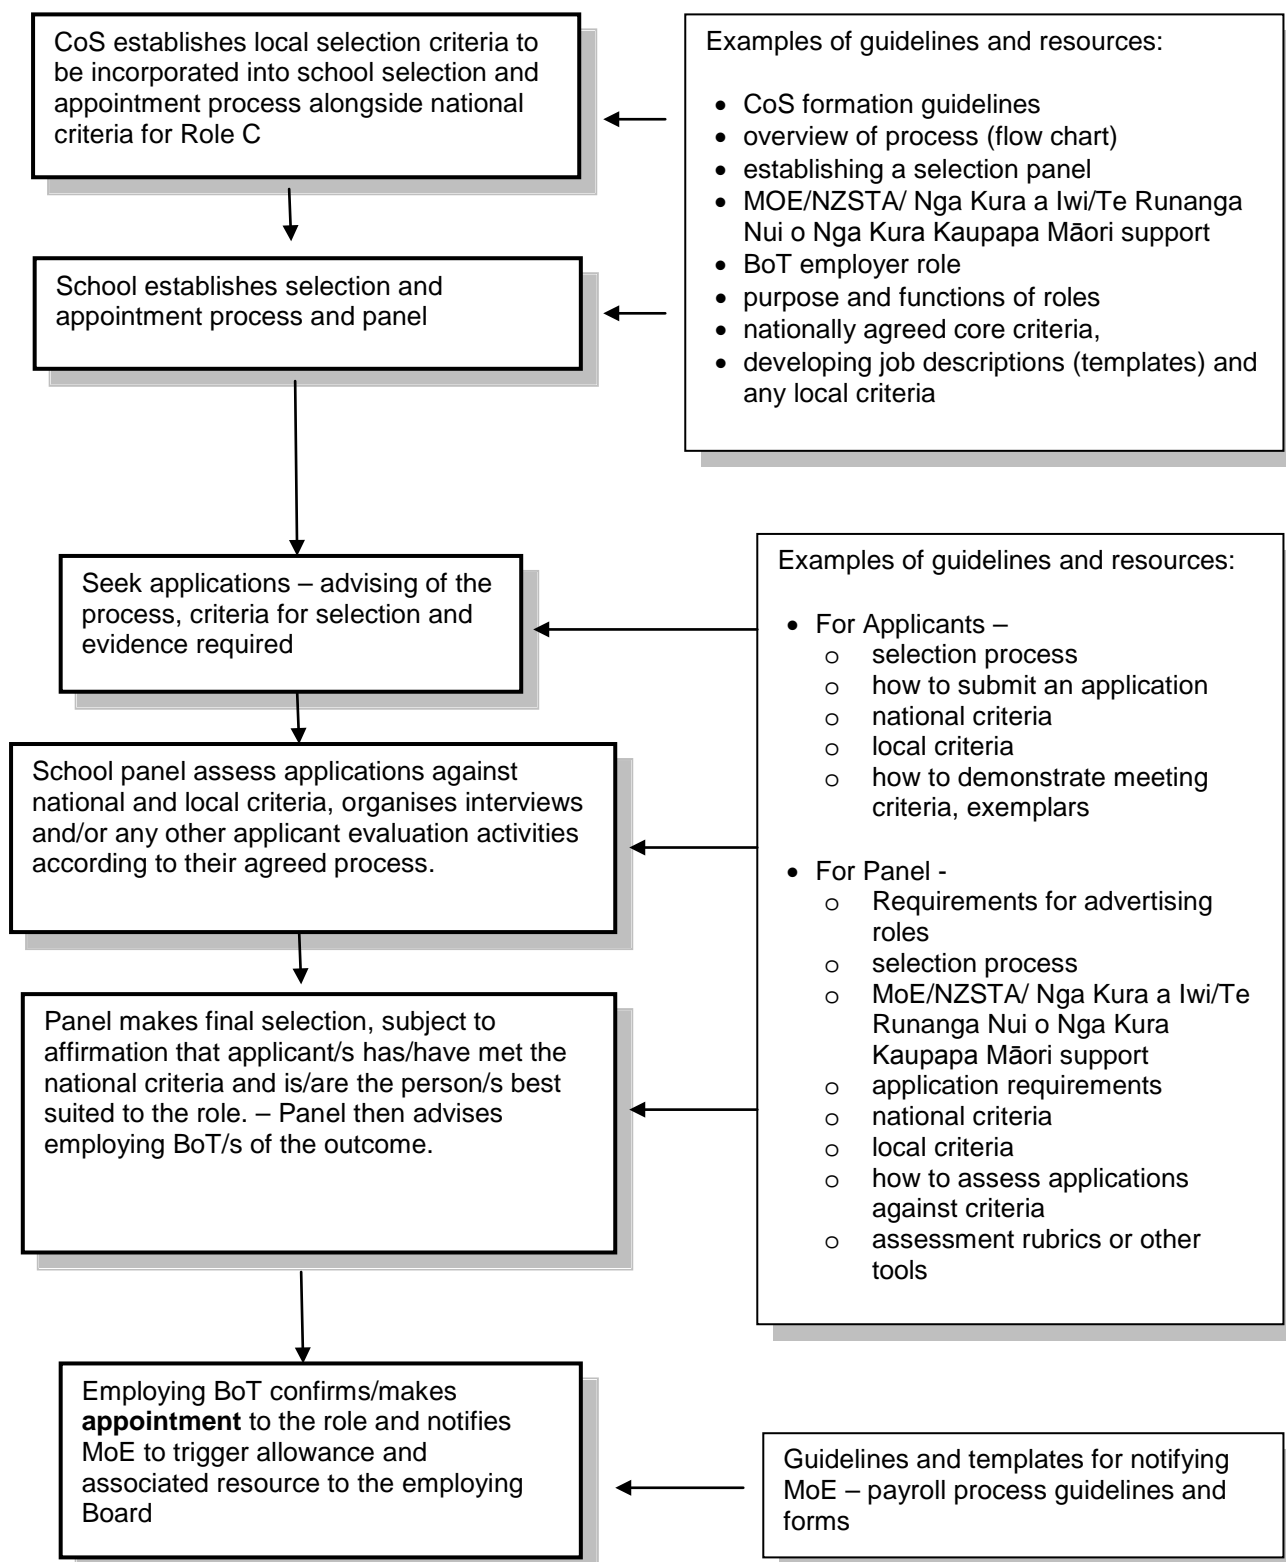 CoS establishes local selection criteria to
be incorporated into school selection and
appointment process alongside national
criteria for Role C
Examples of guidelines and resources:
• CoS formation guidelines
• overview of process (flow chart)
• establishing a selection panel
• MOE/NZSTA/ Nga Kura a Iwi/Te Runanga
Nui o Nga Kura Kaupapa Māori support
• BoT employer role
• purpose and functions of roles
• nationally agreed core criteria,
• developing job descriptions (templates) and
any local criteria
School establishes selection and
appointment process and panel
Seek applications – advising of the
process, criteria for selection and
evidence required
School panel assess applications against
national and local criteria, organises interviews
and/or any other applicant evaluation activities
according to their agreed process.
Panel makes final selection, subject to
affirmation that applicant/s has/have met the
national criteria and is/are the person/s best
suited to the role. – Panel then advises
employing BoT/s of the outcome.
Examples of guidelines and resources:
• For Applicants –
o selection process
o how to submit an application
o national criteria
o local criteria
o how to demonstrate meeting
criteria, exemplars
• For Panel -
o Requirements for advertising
roles
o selection process
o MoE/NZSTA/ Nga Kura a Iwi/Te
Runanga Nui o Nga Kura
Kaupapa Māori support
o application requirements
o national criteria
o local criteria
o how to assess applications
against criteria
o assessment rubrics or other
tools
Employing BoT confirms/makes
appointment to the role and notifies
MoE to trigger allowance and
associated resource to the employing
Board
Guidelines and templates for notifying
MoE – payroll process guidelines and
forms